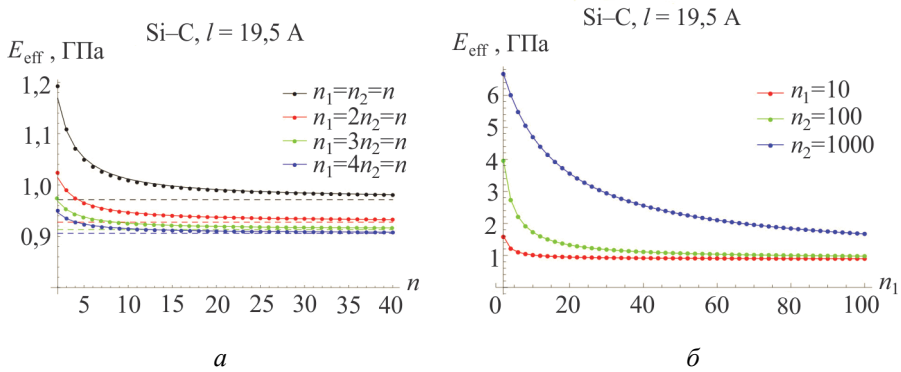 Si–C, l = 19,5 A
E_eff , ГПа
1,2
1,1
1,0
0,9
n₁=n₂=n
n₁=2n₂=n
n₁=3n₂=n
n₁=4n₂=n
5 10 15 20 25 30 35 40 n
а
Si–C, l = 19,5 A
E_eff , ГПа
6
5
4
3
2
1
n₁=10
n₂=100
n₂=1000
0 20 40 60 80 100 n₁
б